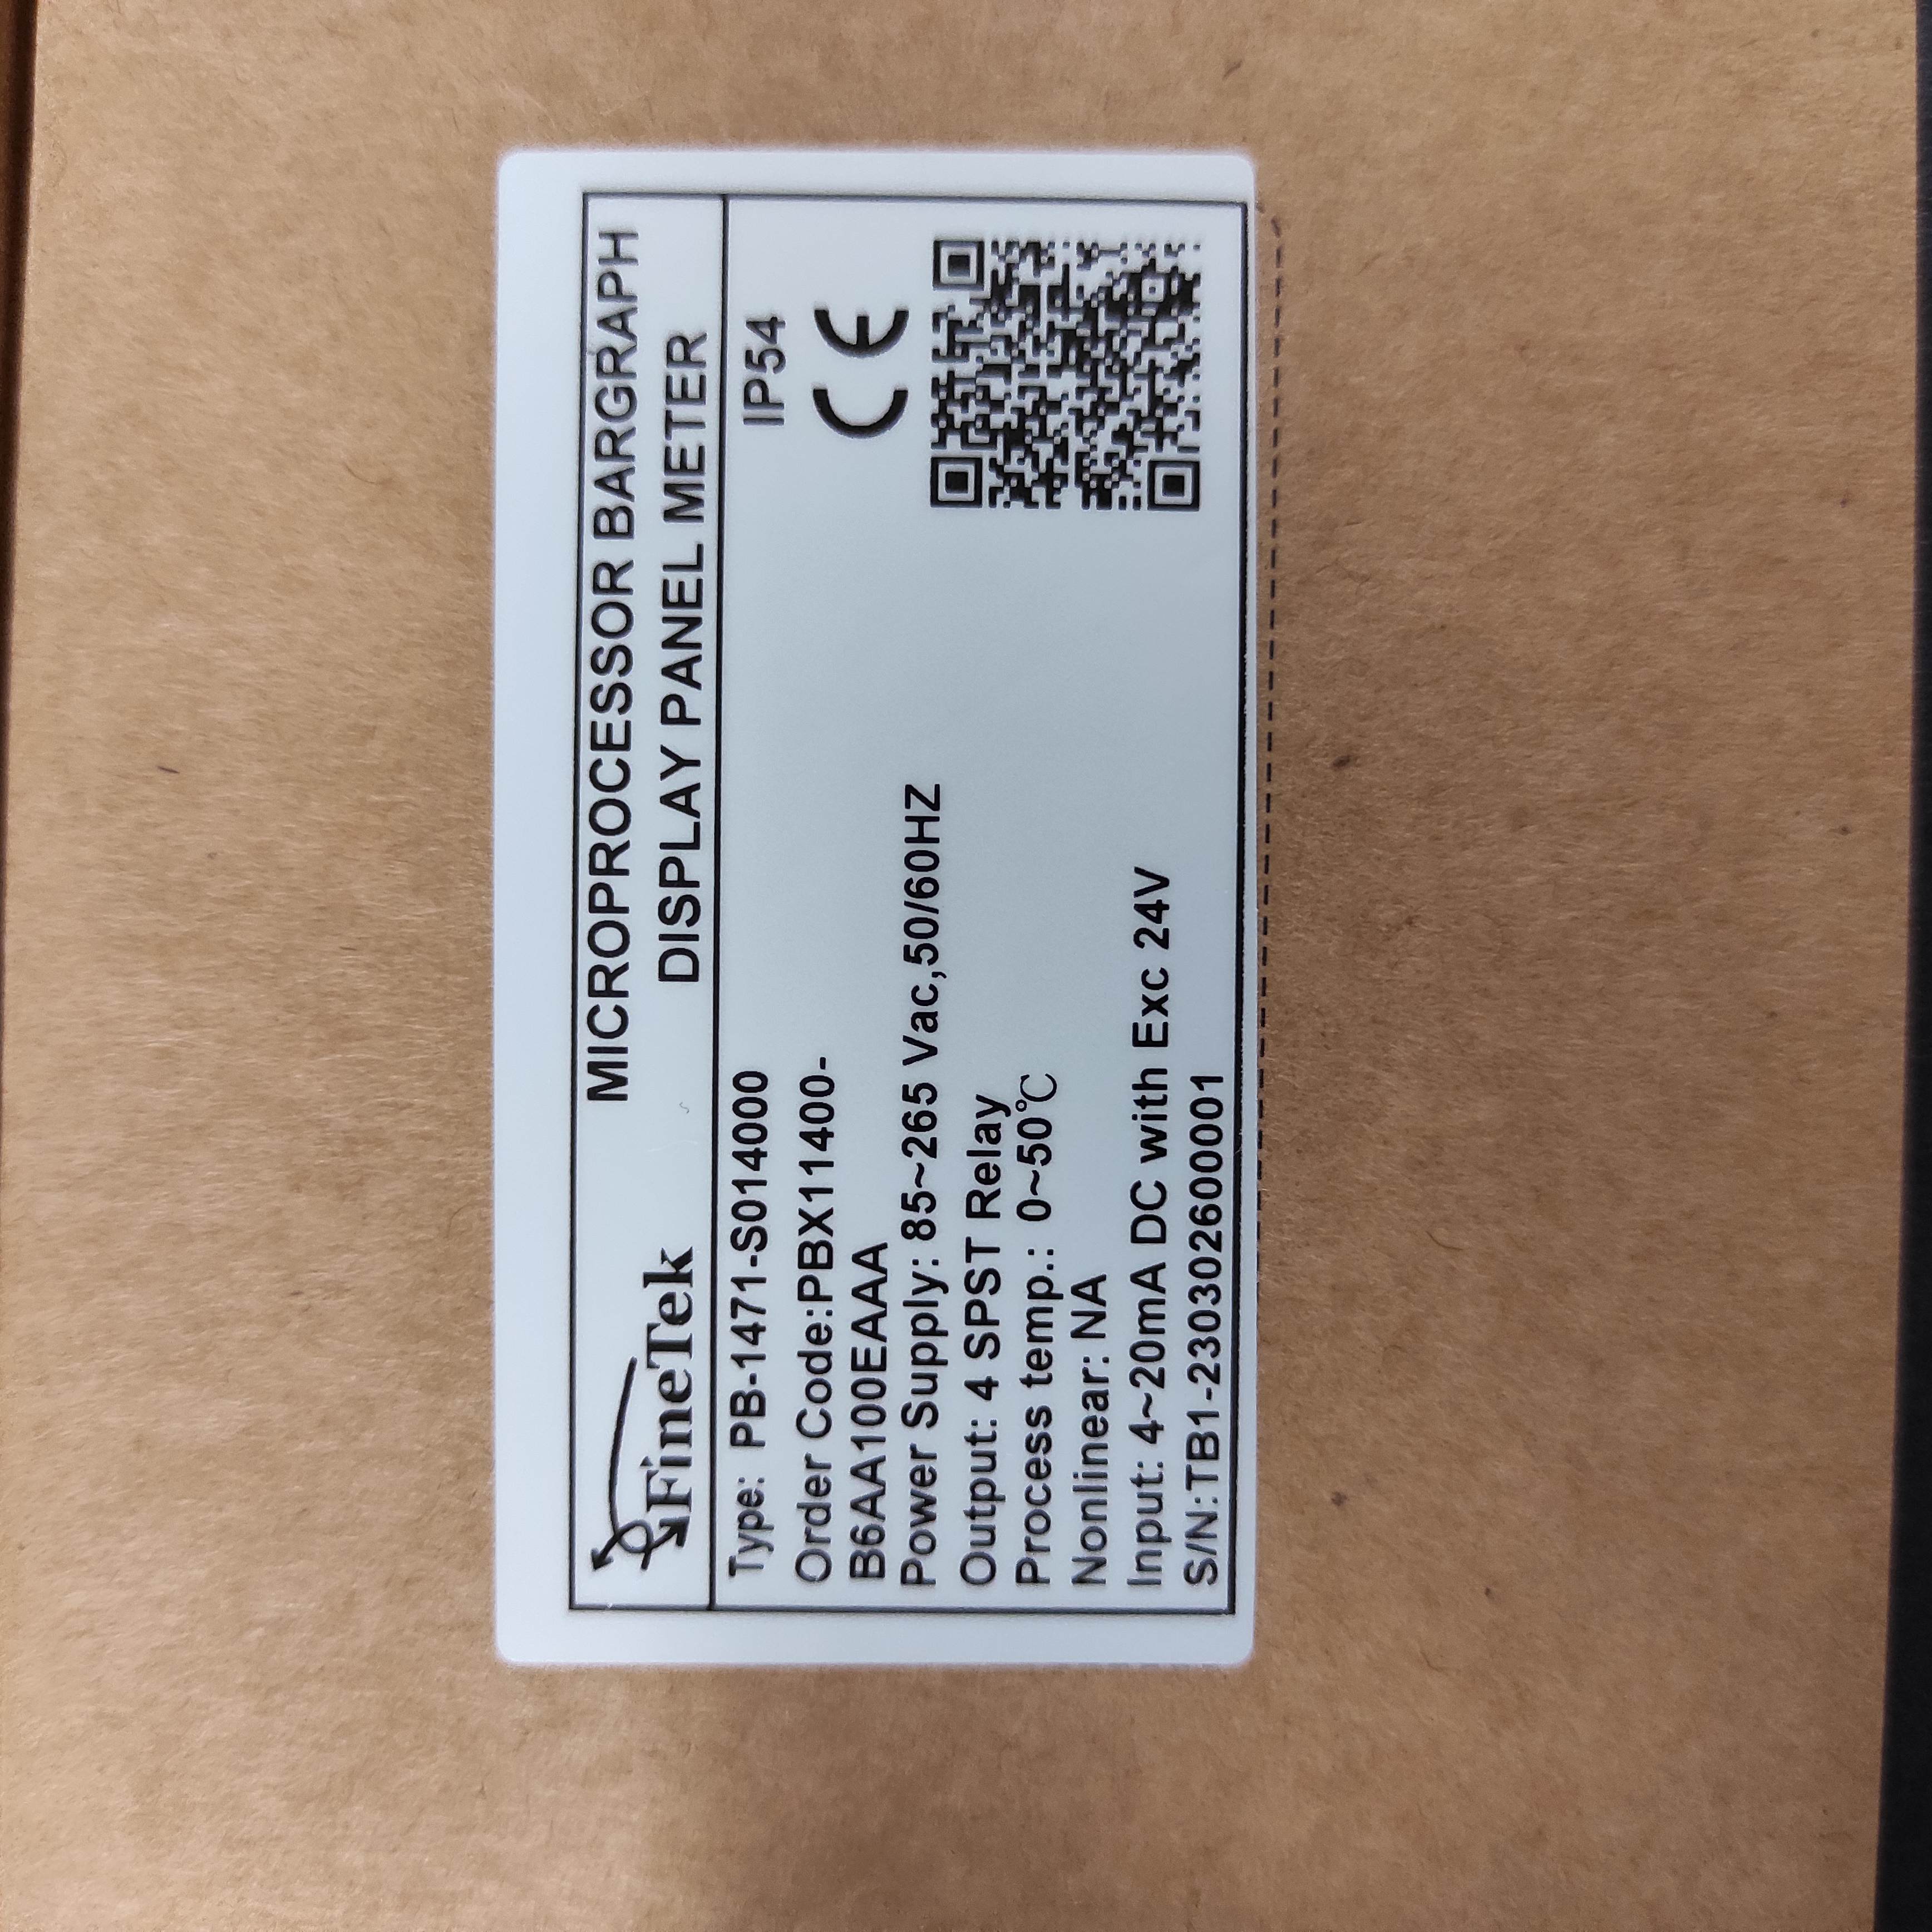 FineTek
MICROPROCESSOR BARGRAPH
DISPLAY PANEL METER
Type: PB-1471-S014000
IP54
Order Code:PBX11400-
B6AA100EAAA
CE
Power Supply: 85~265 Vac,50/60HZ
Output: 4 SPST Relay
Process temp.: 0~50℃
Nonlinear: NA
Input: 4~20mA DC with Exc 24V
S/N:TB1-2303026000001